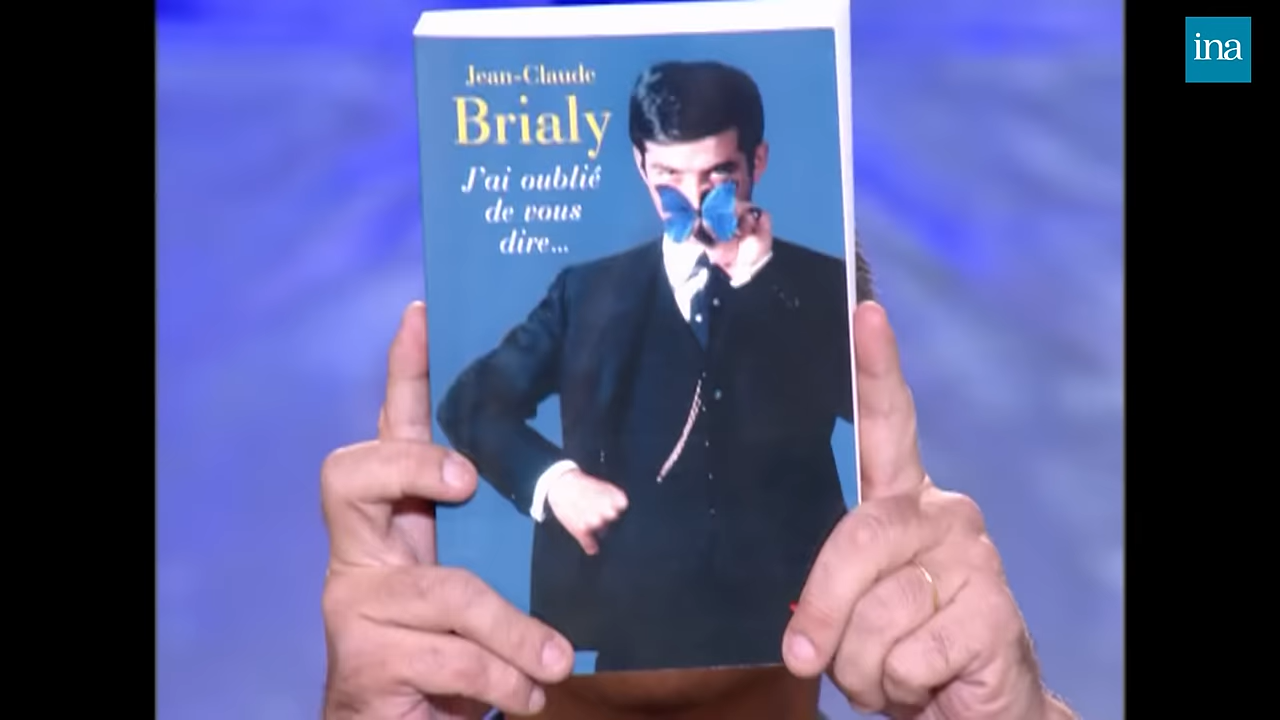 Jean-Claude
Brialy
J'ai oublié
de vous
dire...
ina